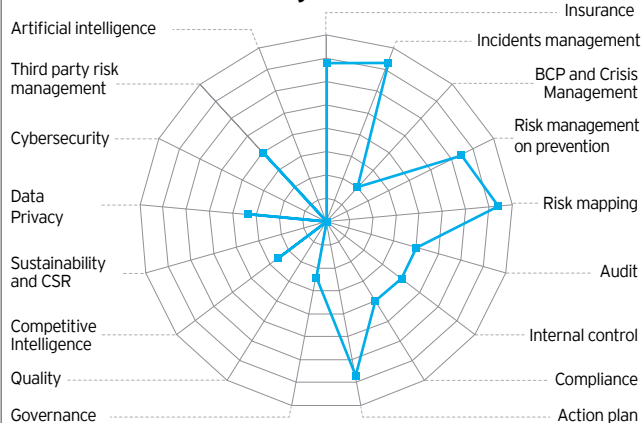 Insurance
Artificial intelligence
Incidents management
Third party risk
management
BCP and Crisis
Management
Cybersecurity
Risk management
on prevention
Data
Privacy
Risk mapping
Sustainability
and CSR
Audit
Competitive
Intelligence
Internal control
Quality
Compliance
Governance
Action plan